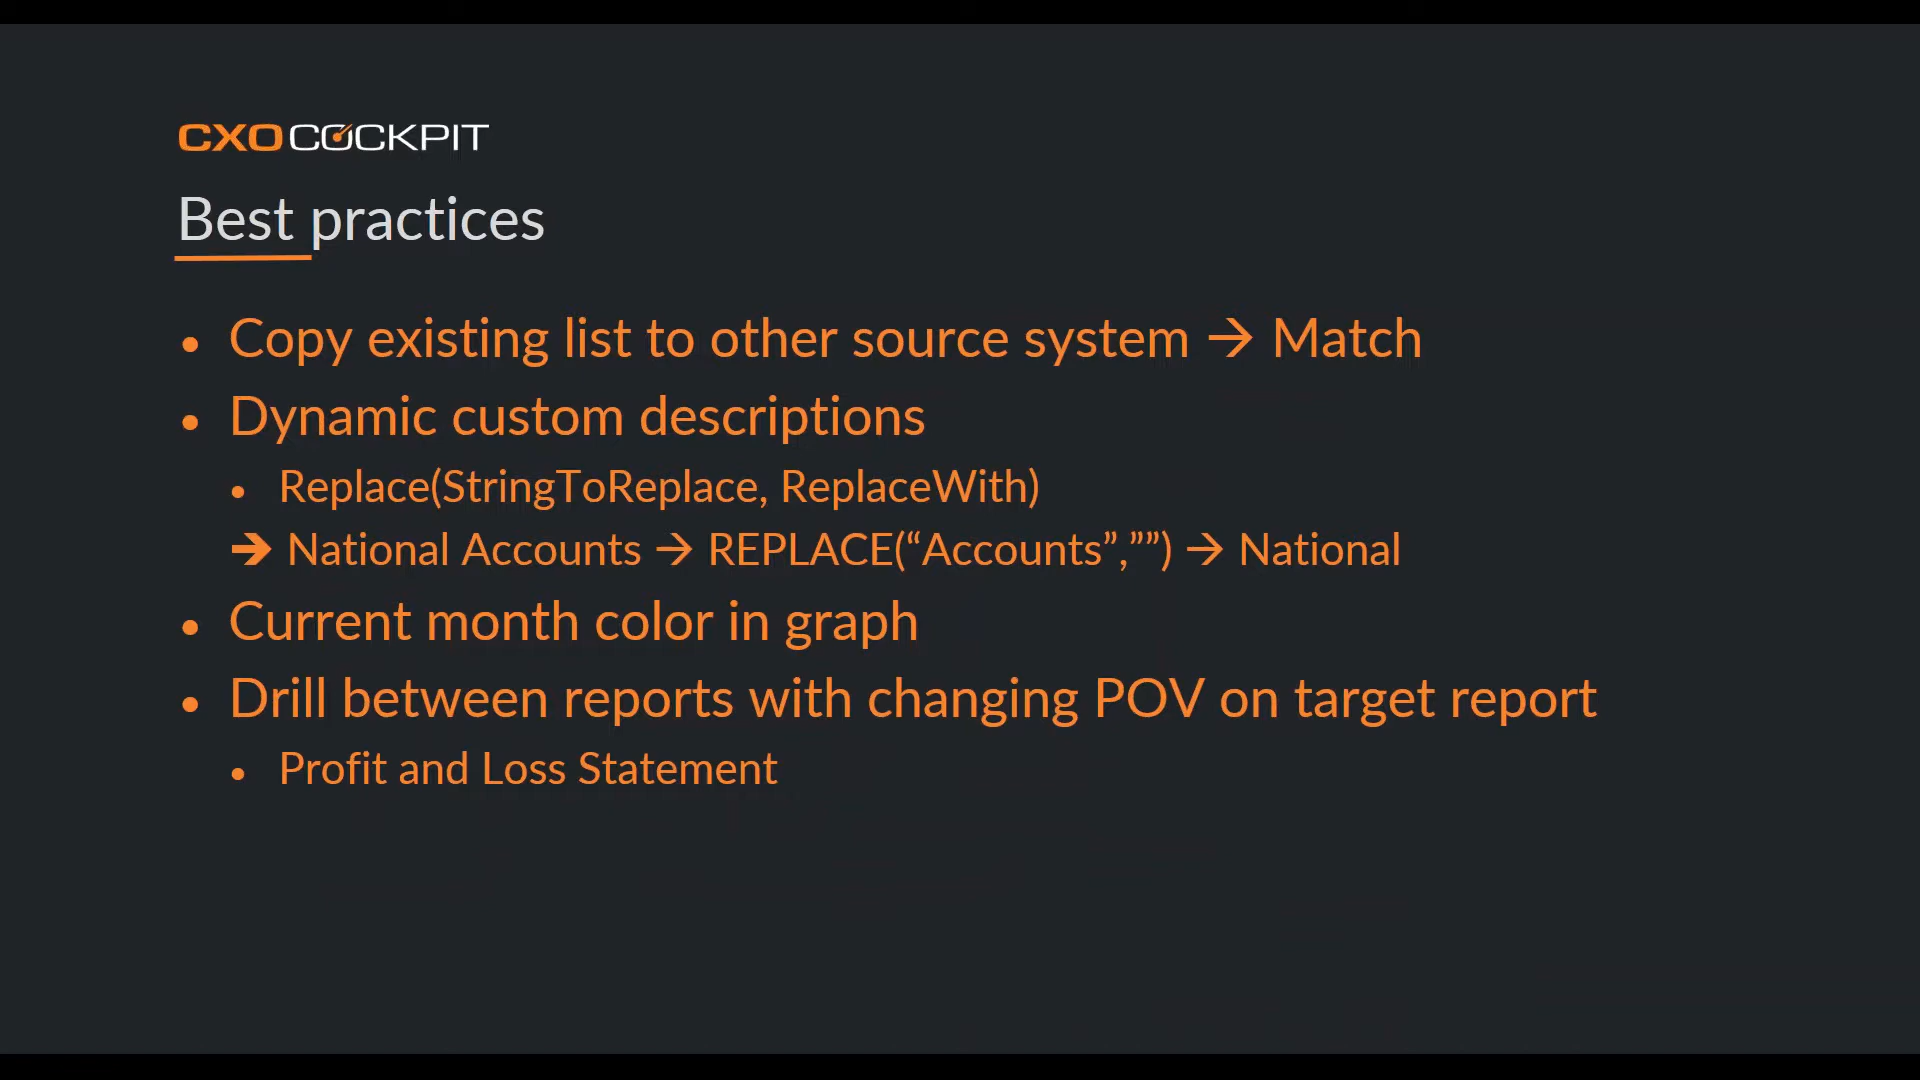 CXO COCKPIT
Best practices
• Copy existing list to other source system → Match
• Dynamic custom descriptions
• Replace(StringToReplace, ReplaceWith)
➔ National Accounts → REPLACE(“Accounts”,””) → National
• Current month color in graph
• Drill between reports with changing POV on target report
• Profit and Loss Statement